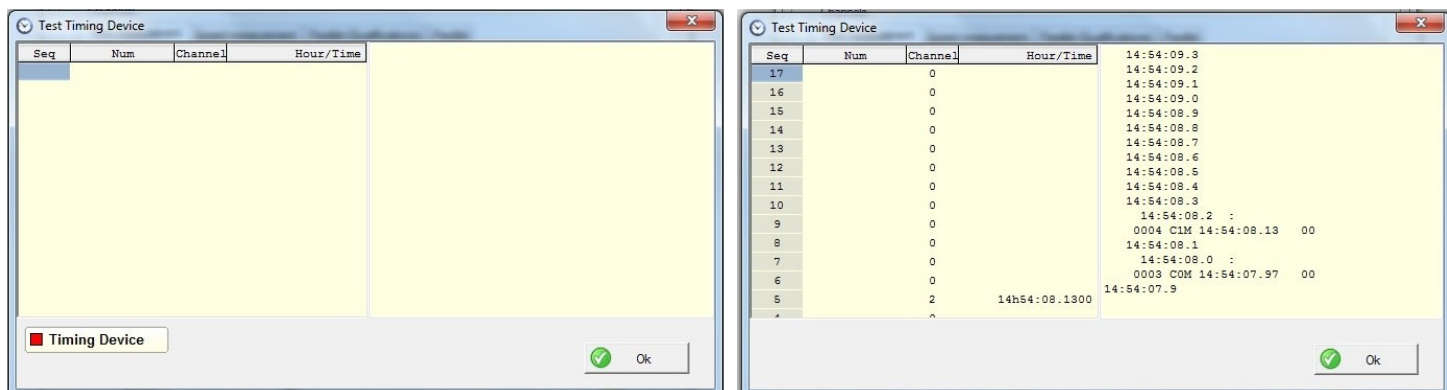 Test Timing Device
Seq Num Channel Hour/Time
Timing Device
Ok
Test Timing Device
Seq Num Channel Hour/Time
17 0
16 0
15 0
14 0
13 0
12 0
11 0
10 0
9 0
8 0
7 0
6 0
5 2 14h54:08.1300
14:54:09.3
14:54:09.2
14:54:09.1
14:54:09.0
14:54:08.9
14:54:08.8
14:54:08.7
14:54:08.6
14:54:08.5
14:54:08.4
14:54:08.3
14:54:08.2 :
0004 C1M 14:54:08.13 00
14:54:08.1
14:54:08.0 :
0003 C0M 14:54:07.97 00
14:54:07.9
Ok